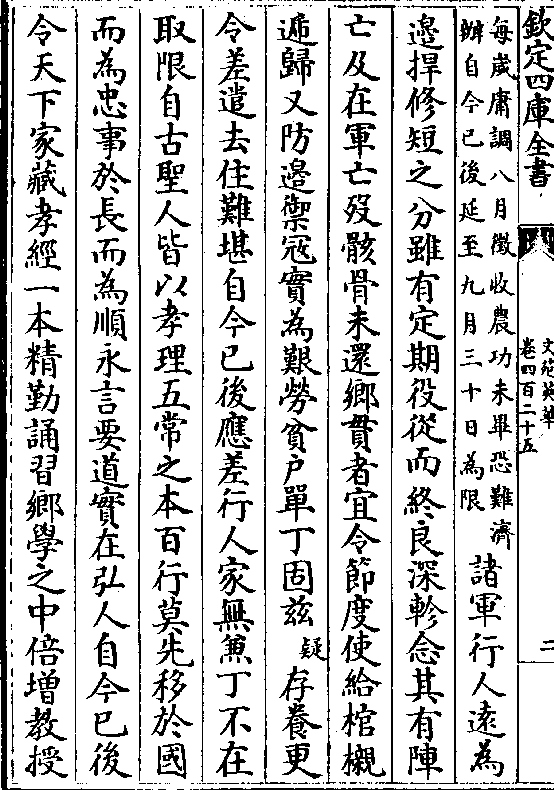 欽定四庫全書
文苑英華
卷四百二十五
二
每歲庸調八月徵收農功未畢恐難濟
辦自今已後延至九月三十日為限
諸軍行人遠為
邊捍修短之分雖有定期役從而終良深軫念其有陣
亡及在軍亡歿骸骨未還鄉貫者宜令節度使給棺櫬
遞歸又防邊禦冦實為艱勞貧户單丁固兹疑存養更
令差遣去住難堪自今已後應差行人家無兼丁不在
取限自古聖人皆以孝理五常之本百行莫先移於國
而為忠事於長而為順永言要道實在弘人自今已後
令天下家藏孝經一本精勤誦習鄉學之中倍增教授